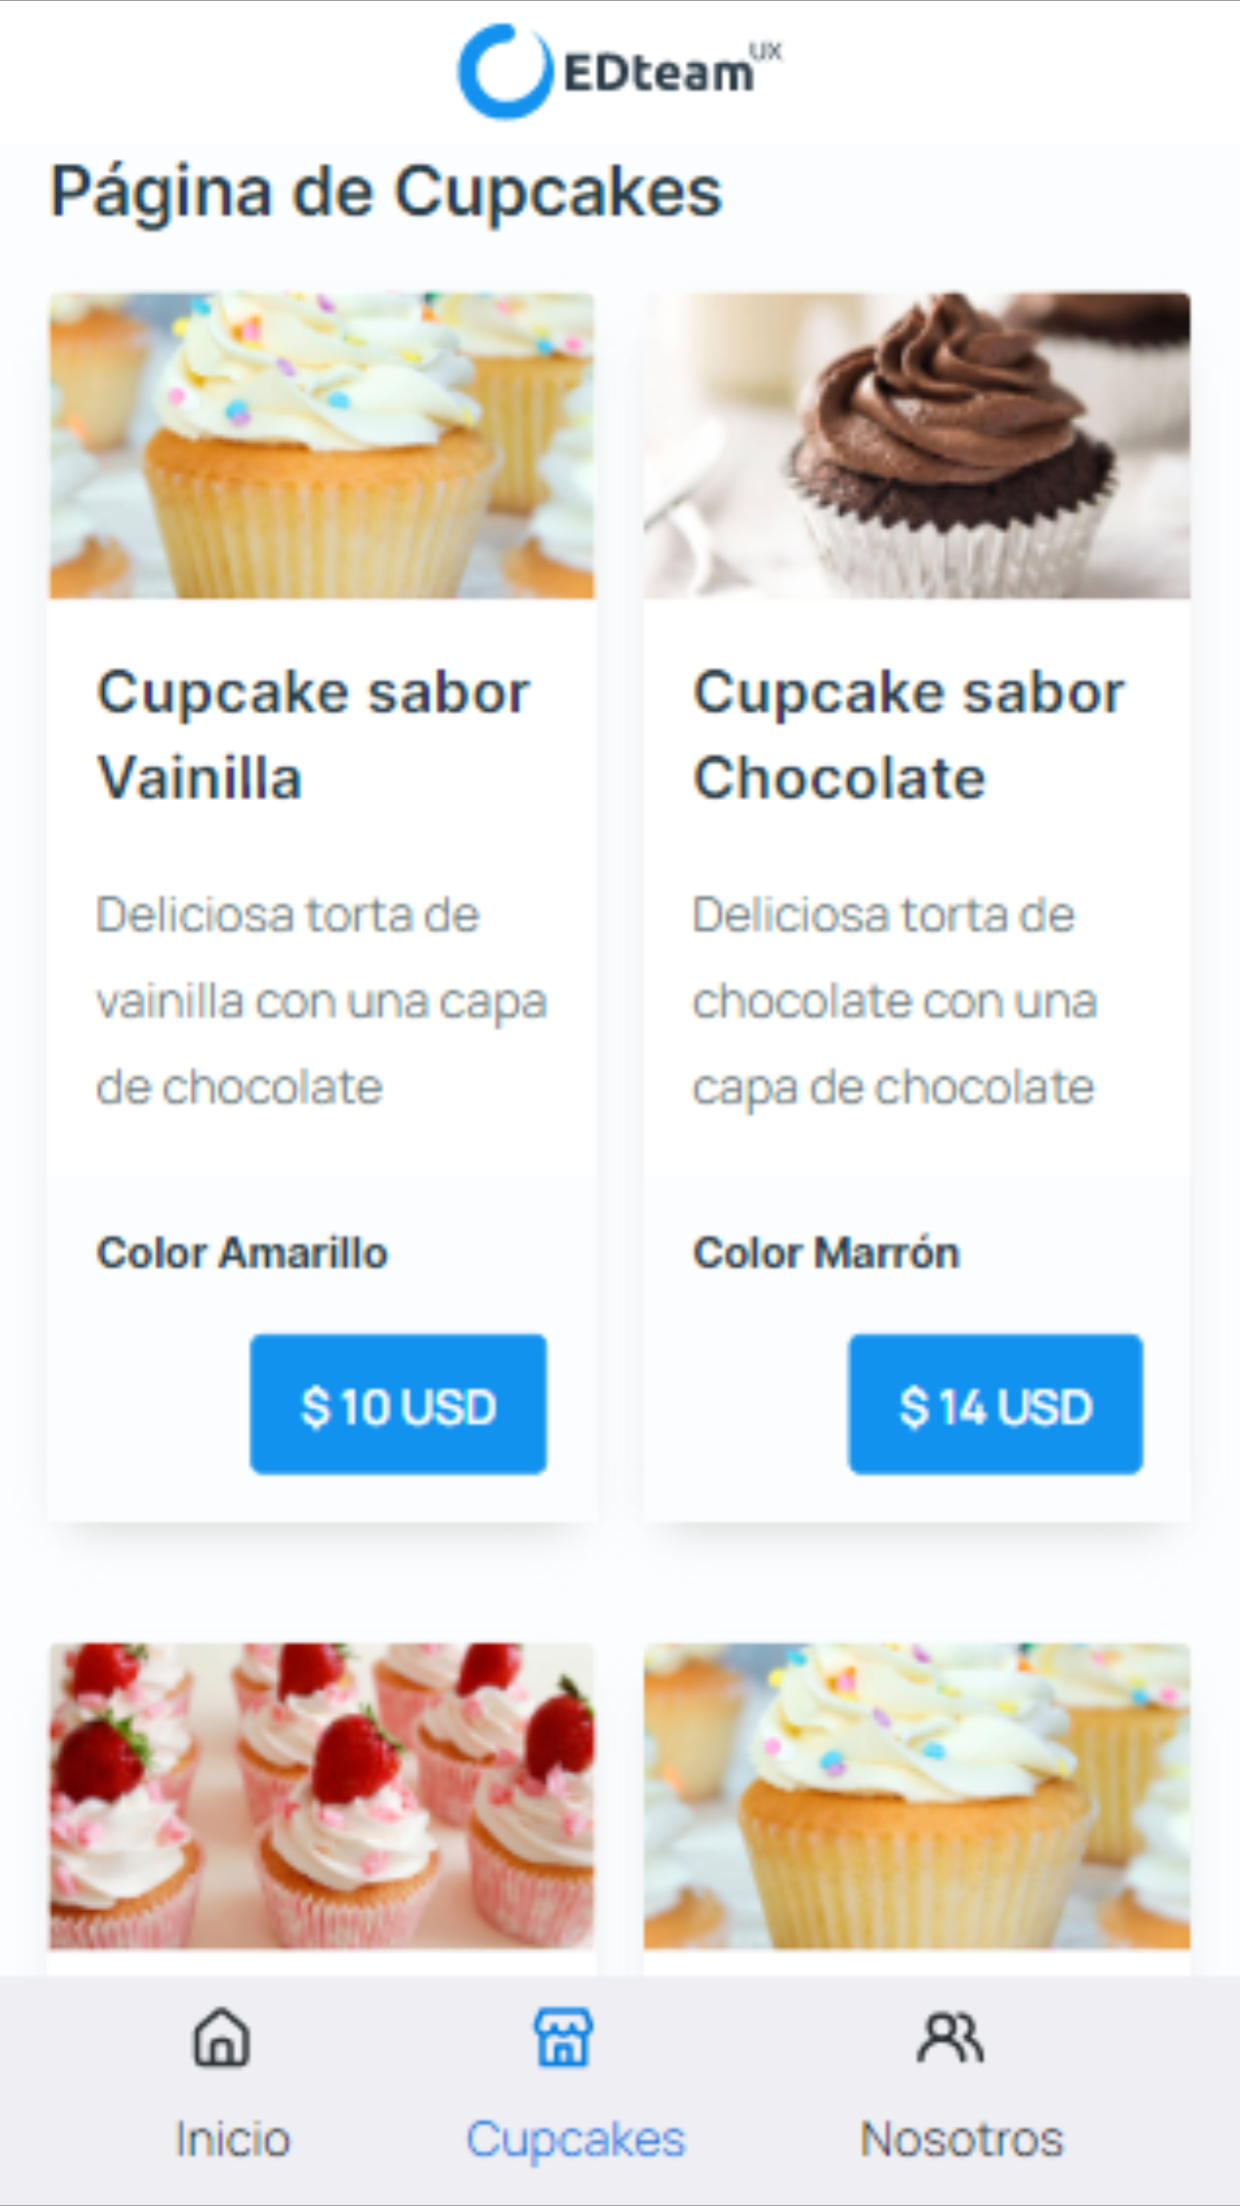 EDteam UX
Página de Cupcakes
Cupcake sabor
Vainilla
Deliciosa torta de
vainilla con una capa
de chocolate
Color Amarillo
$ 10 USD
Cupcake sabor
Chocolate
Deliciosa torta de
chocolate con una
capa de chocolate
Color Marrón
$ 14 USD
Inicio
Cupcakes
Nosotros